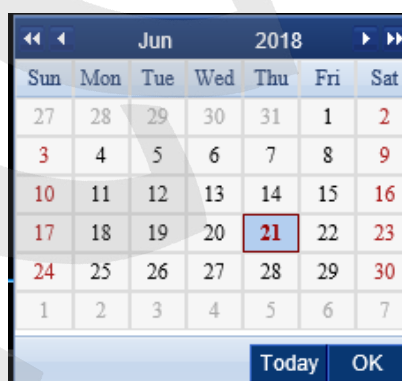 Jun 2018
Sun Mon Tue Wed Thu Fri Sat
27 28 29 30 31 1 2
3 4 5 6 7 8 9
10 11 12 13 14 15 16
17 18 19 20 21 22 23
24 25 26 27 28 29 30
1 2 3 4 5 6 7
Today OK